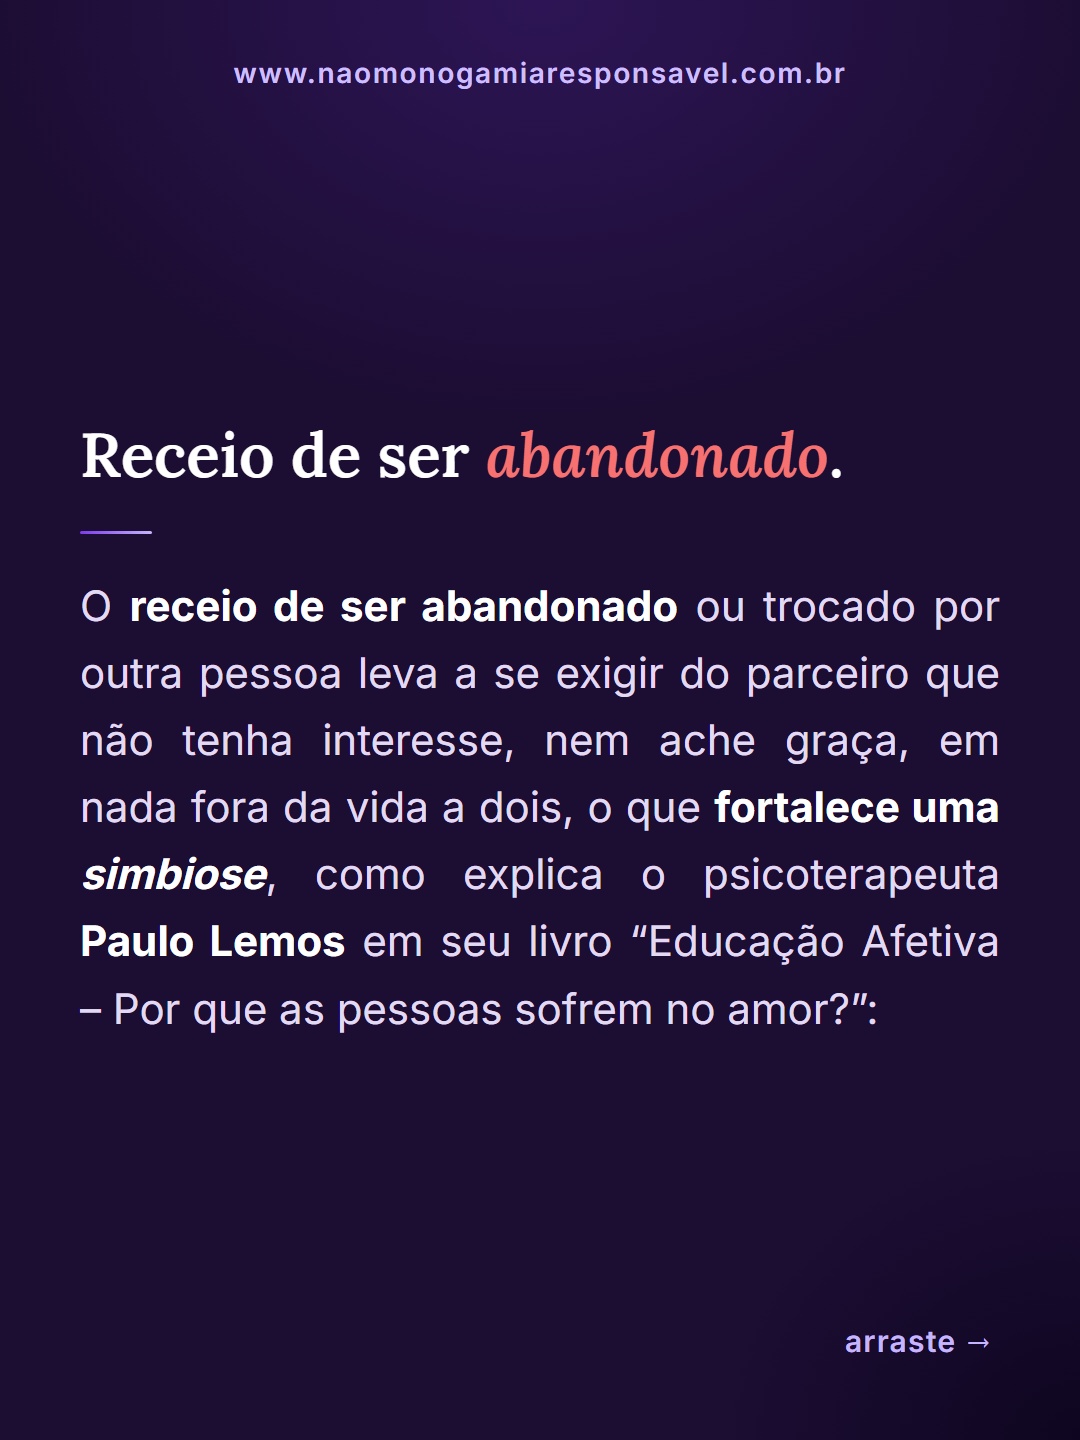 www.naomonogamiaresponsavel.com.br
Receio de ser abandonado.
O receio de ser abandonado ou trocado por
outra pessoa leva a se exigir do parceiro que
não tenha interesse, nem ache graça, em
nada fora da vida a dois, o que fortalece uma
simbiose, como explica o psicoterapeuta
Paulo Lemos em seu livro “Educação Afetiva
– Por que as pessoas sofrem no amor?”:
arraste →